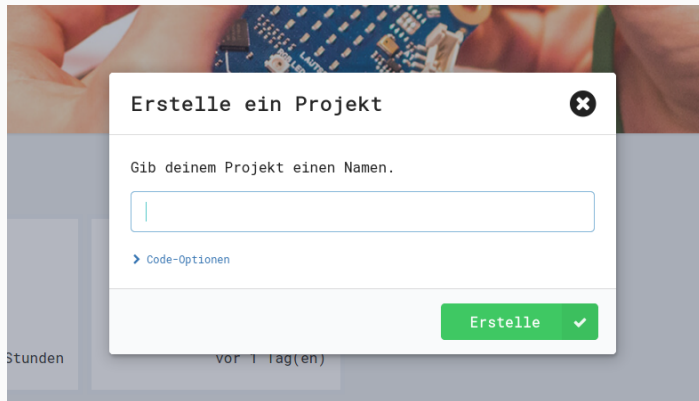 Erstelle ein Projekt
Gib deinem Projekt einen Namen.
Code-Optionen
Erstelle
Stunden
vor 1 Tag(en)